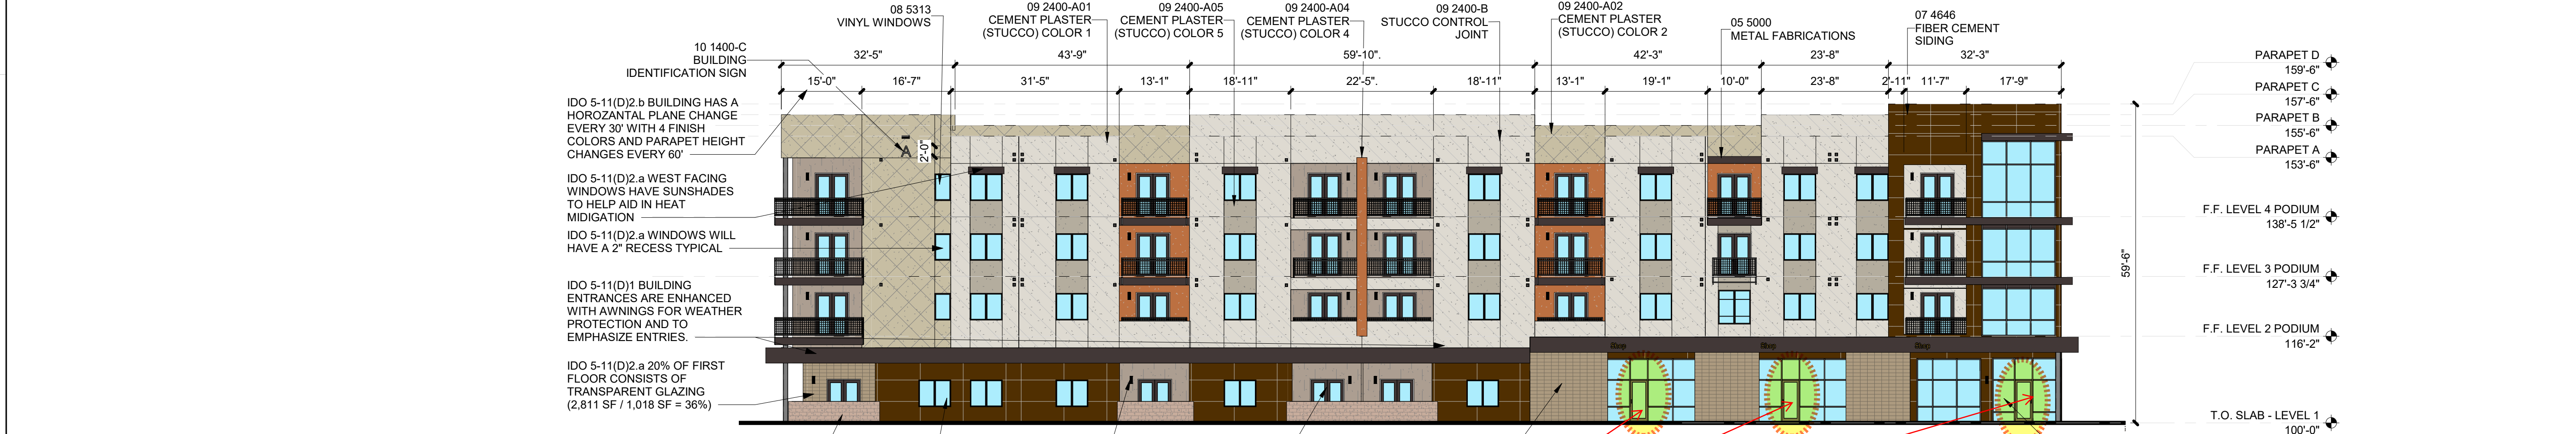 08 5313
VINYL WINDOWS
09 2400-A01
CEMENT PLASTER
(STUCCO) COLOR 1
09 2400-A05
CEMENT PLASTER
(STUCCO) COLOR 5
09 2400-A04
CEMENT PLASTER
(STUCCO) COLOR 4
09 2400-B
STUCCO CONTROL
JOINT
09 2400-A02
CEMENT PLASTER
(STUCCO) COLOR 2
05 5000
METAL FABRICATIONS
07 4646
FIBER CEMENT
SIDING
10 1400-C
BUILDING
IDENTIFICATION SIGN
32'-5"
43'-9"
59'-10".
42'-3"
23'-8"
32'-3"
15'-0"
16'-7"
31'-5"
13'-1"
18'-11"
22'-5".
18'-11"
13'-1"
19'-1"
10'-0"
23'-8"
2'-11"
11'-7"
17'-9"
IDO 5-11(D)2.b BUILDING HAS A
HOROZANTAL PLANE CHANGE
EVERY 30' WITH 4 FINISH
COLORS AND PARAPET HEIGHT
CHANGES EVERY 60'
A
2'-0"
IDO 5-11(D)2.a WEST FACING
WINDOWS HAVE SUNSHADES
TO HELP AID IN HEAT
MIDIGATION
IDO 5-11(D)2.a WINDOWS WILL
HAVE A 2" RECESS TYPICAL
IDO 5-11(D)1 BUILDING
ENTRANCES ARE ENHANCED
WITH AWNINGS FOR WEATHER
PROTECTION AND TO
EMPHASIZE ENTRIES.
IDO 5-11(D)2.a 20% OF FIRST
FLOOR CONSISTS OF
TRANSPARENT GLAZING
(2,811 SF / 1,018 SF = 36%)
Shop
Shop
Shop
59'-6"
PARAPET D
159'-6"
PARAPET C
157'-6"
PARAPET B
155'-6"
PARAPET A
153'-6"
F.F. LEVEL 4 PODIUM
138'-5 1/2"
F.F. LEVEL 3 PODIUM
127'-3 3/4"
F.F. LEVEL 2 PODIUM
116'-2"
T.O. SLAB - LEVEL 1
100'-0"